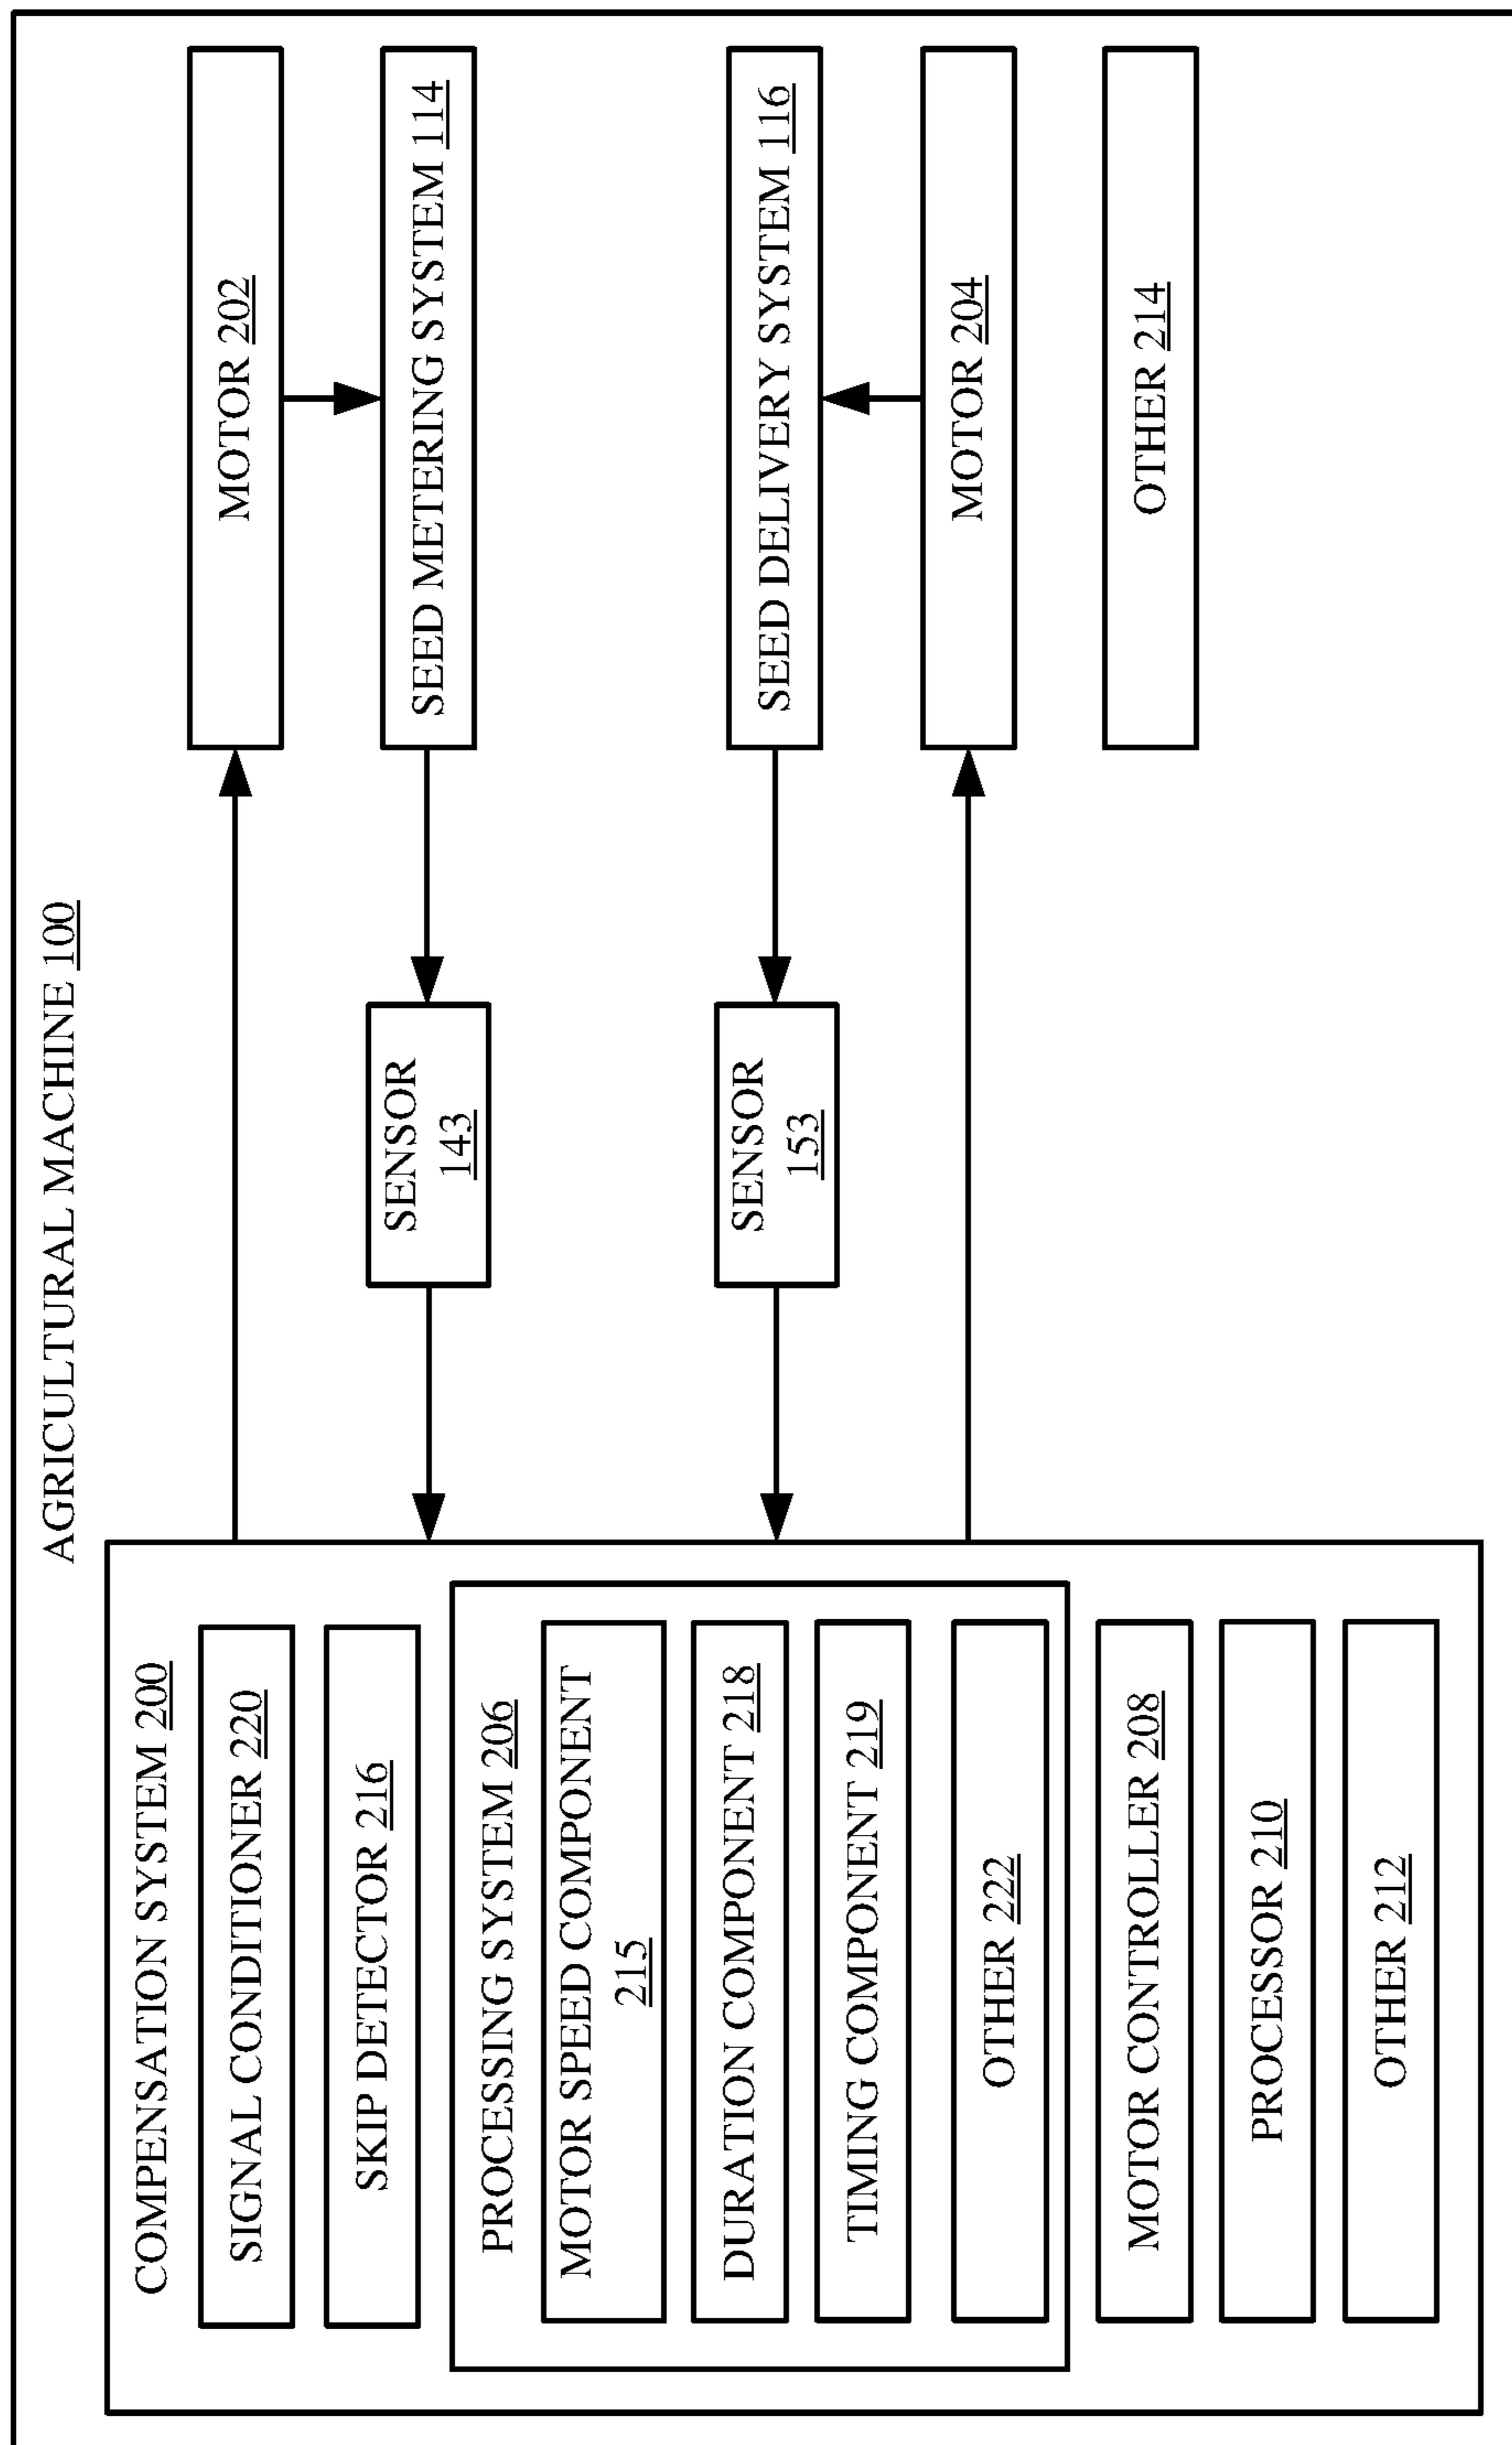 AGRICULTURAL MACHINE 100
COMPENSATION SYSTEM 200
SIGNAL CONDITIONER 220
SKIP DETECTOR 216
PROCESSING SYSTEM 206
MOTOR SPEED COMPONENT
215
DURATION COMPONENT 218
TIMING COMPONENT 219
OTHER 222
MOTOR CONTROLLER 208
PROCESSOR 210
OTHER 212
SENSOR
143
SENSOR
153
MOTOR 202
SEED METERING SYSTEM 114
SEED DELIVERY SYSTEM 116
MOTOR 204
OTHER 214